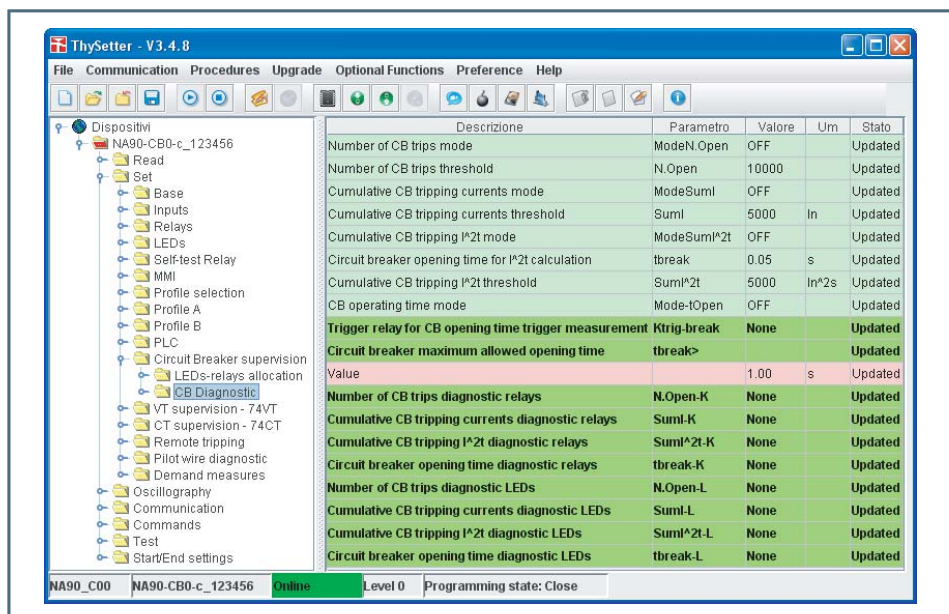 ThySetter - V3.4.8
File Communication Procedures Upgrade Optional Functions Preference Help
Dispositivi
NA90-CB0-c_123456
Read
Set
Base
Inputs
Relays
LEDs
Self-test Relay
MMI
Profile selection
Profile A
Profile B
PLC
Circuit Breaker supervision
LEDs-relays allocation
CB Diagnostic
VT supervision - 74VT
CT supervision - 74CT
Remote tripping
Pilot wire diagnostic
Demand measures
Oscillography
Communication
Commands
Test
Start/End settings
Descrizione Parametro Valore Um Stato
Number of CB trips mode ModeN.Open OFF Updated
Number of CB trips threshold N.Open 10000 Updated
Cumulative CB tripping currents mode ModeSumI OFF Updated
Cumulative CB tripping currents threshold SumI 5000 In Updated
Cumulative CB tripping I^2t mode ModeSumI^2t OFF Updated
Circuit breaker opening time for I^2t calculation tbreak 0.05 s Updated
Cumulative CB tripping I^2t threshold SumI^2t 5000 In^2s Updated
CB operating time mode Mode-tOpen OFF Updated
Trigger relay for CB opening time trigger measurement Ktrig-break None Updated
Circuit breaker maximum allowed opening time tbreak> Updated
Value 1.00 s Updated
Number of CB trips diagnostic relays N.Open-K None Updated
Cumulative CB tripping currents diagnostic relays SumI-K None Updated
Cumulative CB tripping I^2t diagnostic relays SumI^2t-K None Updated
Circuit breaker opening time diagnostic relays tbreak-K None Updated
Number of CB trips diagnostic LEDs N.Open-L None Updated
Cumulative CB tripping currents diagnostic LEDs SumI-L None Updated
Cumulative CB tripping I^2t diagnostic LEDs SumI^2t-L None Updated
Circuit breaker opening time diagnostic LEDs tbreak-L None Updated
NA90_C00 NA90-CB0-c_123456 Online Level 0 Programming state: Close